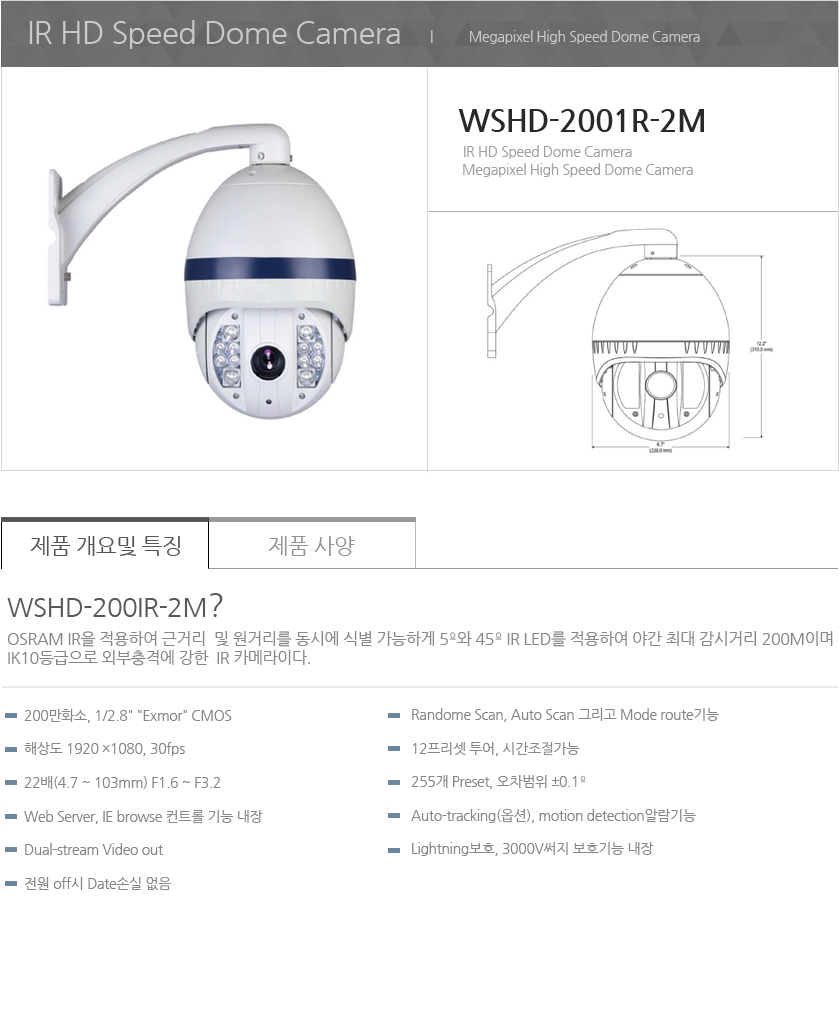 IR HD Speed Dome Camera | Megapixel High Speed Dome Camera
WSHD-2001R-2M
IR HD Speed Dome Camera
Megapixel High Speed Dome Camera
12.2"
(310.0 mm)
8.7"
(220.0 mm)
제품 개요및 특징
제품 사양
WSHD-200IR-2M?
OSRAM IR을 적용하여 근거리 및 원거리를 동시에 식별 가능하게 5º와 45º IR LED를 적용하여 야간 최대 감시거리 200M이며
IK10등급으로 외부충격에 강한 IR 카메라이다.
200만화소, 1/2.8" "Exmor" CMOS
해상도 1920 ×1080, 30fps
22배(4.7 ~ 103mm) F1.6 ~ F3.2
Web Server, IE browse 컨트롤 기능 내장
Dual-stream Video out
전원 off시 Date손실 없음
Randome Scan, Auto Scan 그리고 Mode route기능
12프리셋 투어, 시간조절가능
255개 Preset, 오차범위 ±0.1º
Auto-tracking(옵션), motion detection알람기능
Lightning보호, 3000V써지 보호기능 내장